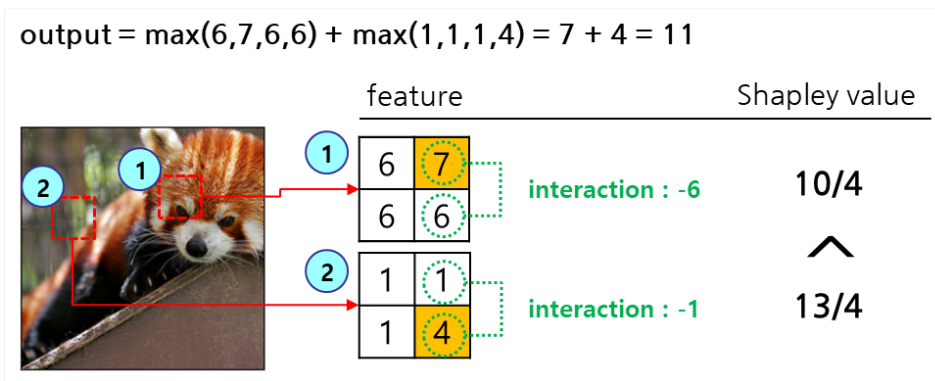 output = max(6,7,6,6) + max(1,1,1,4) = 7 + 4 = 11
feature
Shapley value
1
2
1
6 7
6 6
interaction : -6
10/4
<
2
1 1
1 4
interaction : -1
13/4